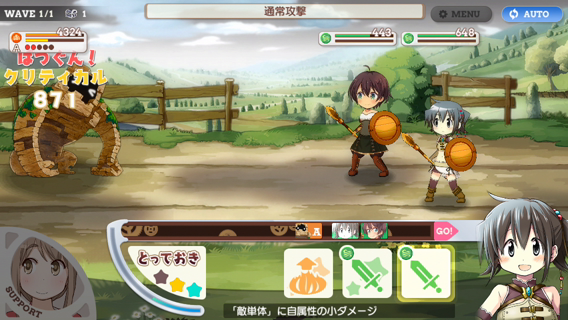 WAVE 1/1 1
通常攻撃
MENU
AUTO
4324
A
443
648
ばつぐん!
クリティカル
871
A
GO!
とっておき
SUPPORT
「敵単体」に自属性の小ダメージ